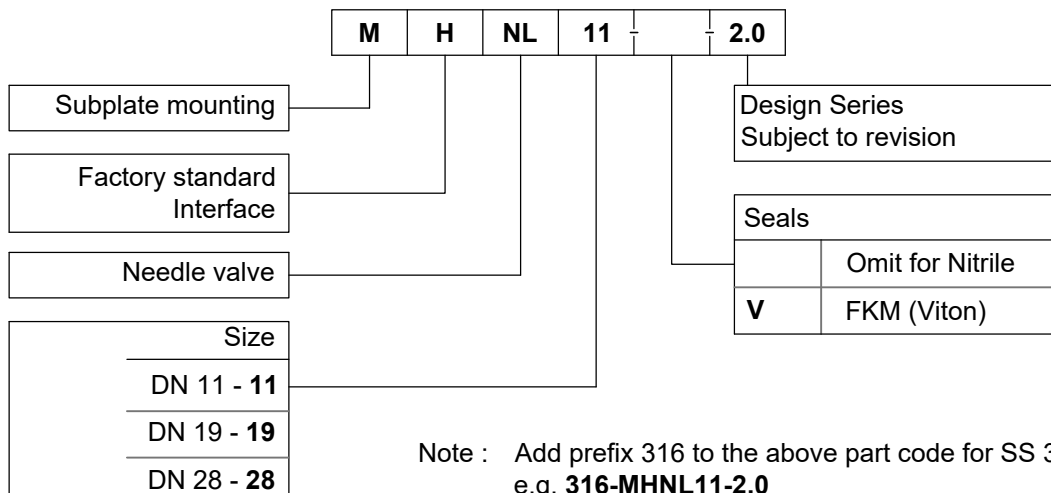 M H NL 11 - - 2.0
Subplate mounting
Factory standard
Interface
Needle valve
Size
DN 11 - 11
DN 19 - 19
DN 28 - 28
Design Series
Subject to revision
Seals
Omit for Nitrile
V FKM (Viton)
Note : Add prefix 316 to the above part code for SS 3
e.g. 316-MHNL11-2.0